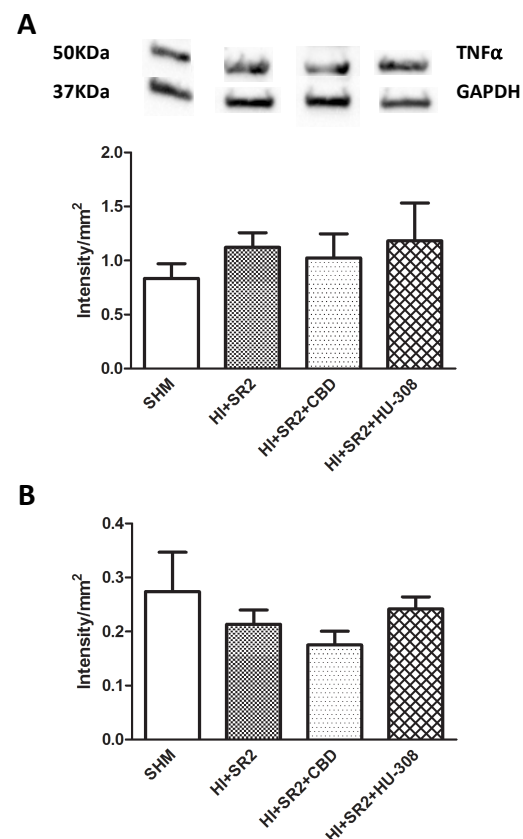 A
50KDa TNFα
37KDa GAPDH
2.0
1.5
1.0
0.5
0.0
Intensity/mm²
SHM
HI+SR2
HI+SR2+CBD
HI+SR2+HU-308
B
0.4
0.3
0.2
0.1
0.0
Intensity/mm²
SHM
HI+SR2
HI+SR2+CBD
HI+SR2+HU-308